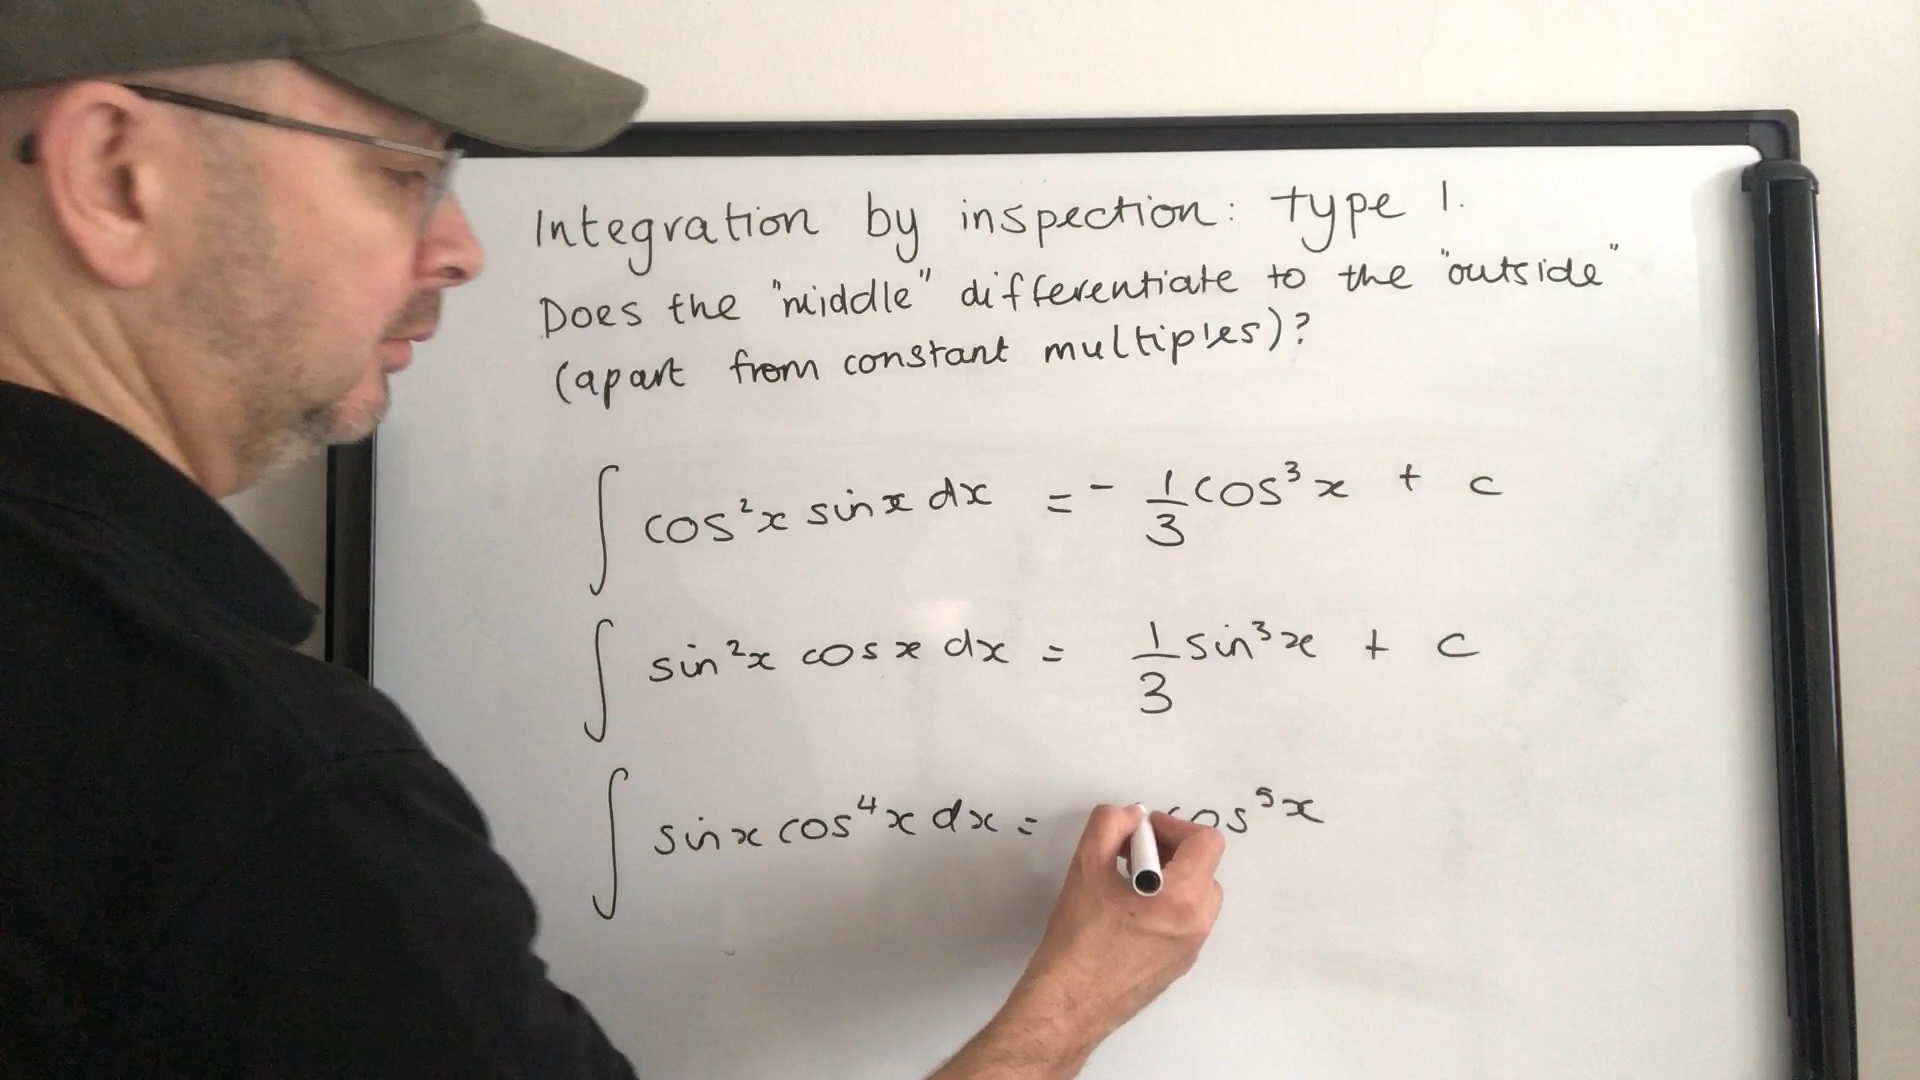 Integration by inspection: type 1.
Does the "middle" differentiate to the "outside"
(apart from constant multiples)?
∫ cos²x sinx dx = - 1/3 cos³x + c
∫ sin²x cosx dx = 1/3 sin³x + c
∫ sinx cos⁴x dx = cos⁵x